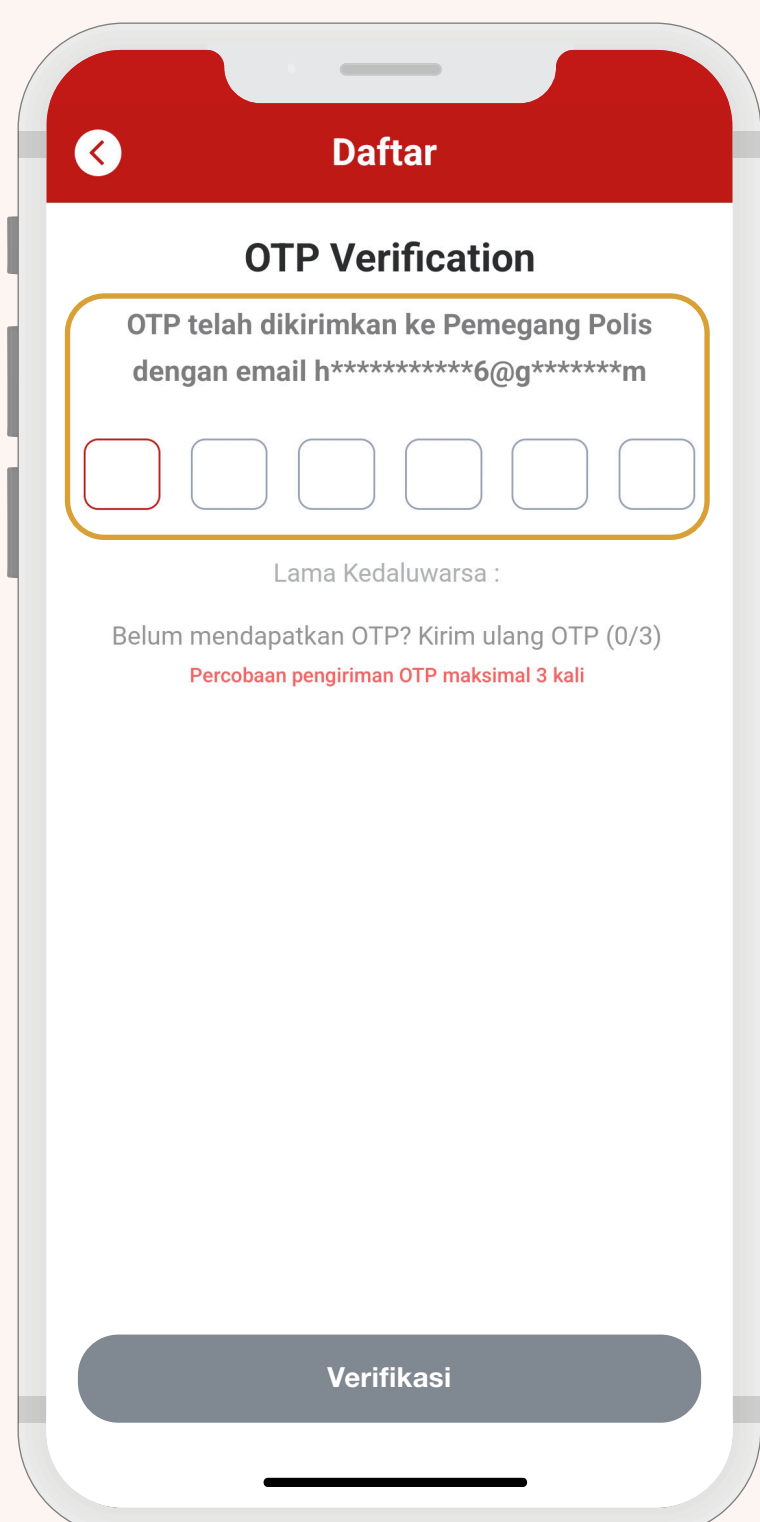 Daftar
OTP Verification
OTP telah dikirimkan ke Pemegang Polis
dengan email h***********6@g*******m
Lama Kedaluwarsa :
Belum mendapatkan OTP? Kirim ulang OTP (0/3)
Percobaan pengiriman OTP maksimal 3 kali
Verifikasi